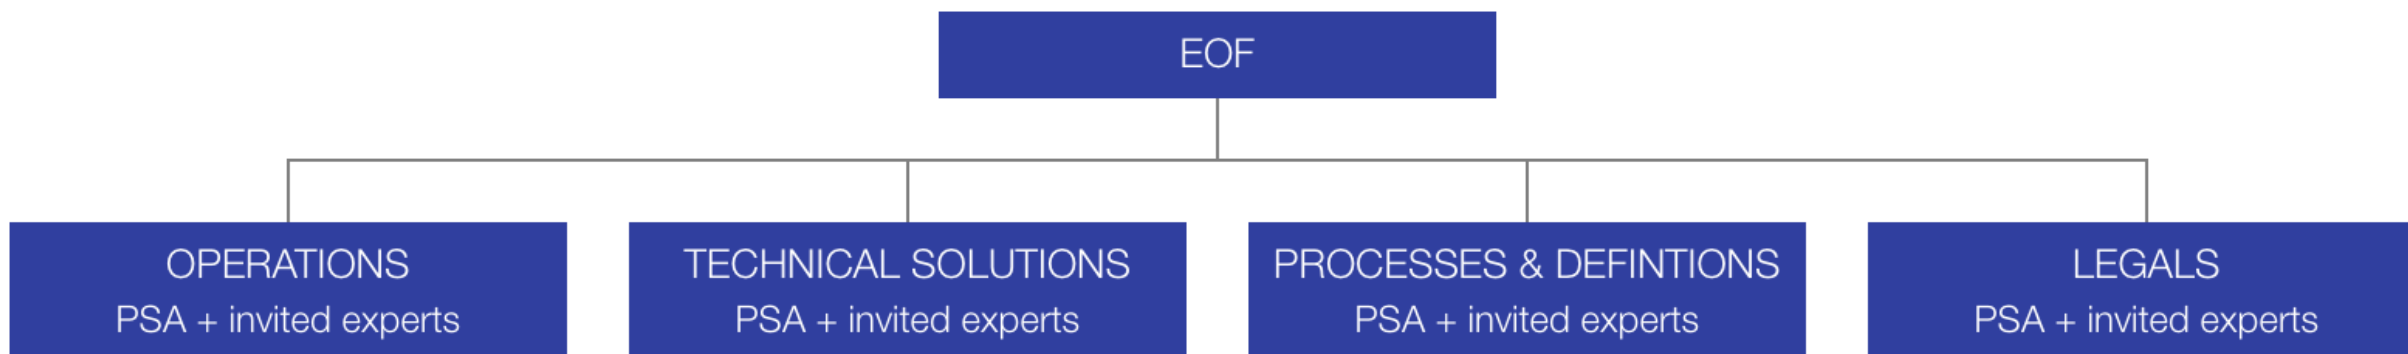 EOF
OPERATIONS
PSA + invited experts
TECHNICAL SOLUTIONS
PSA + invited experts
PROCESSES & DEFINTIONS
PSA + invited experts
LEGALS
PSA + invited experts